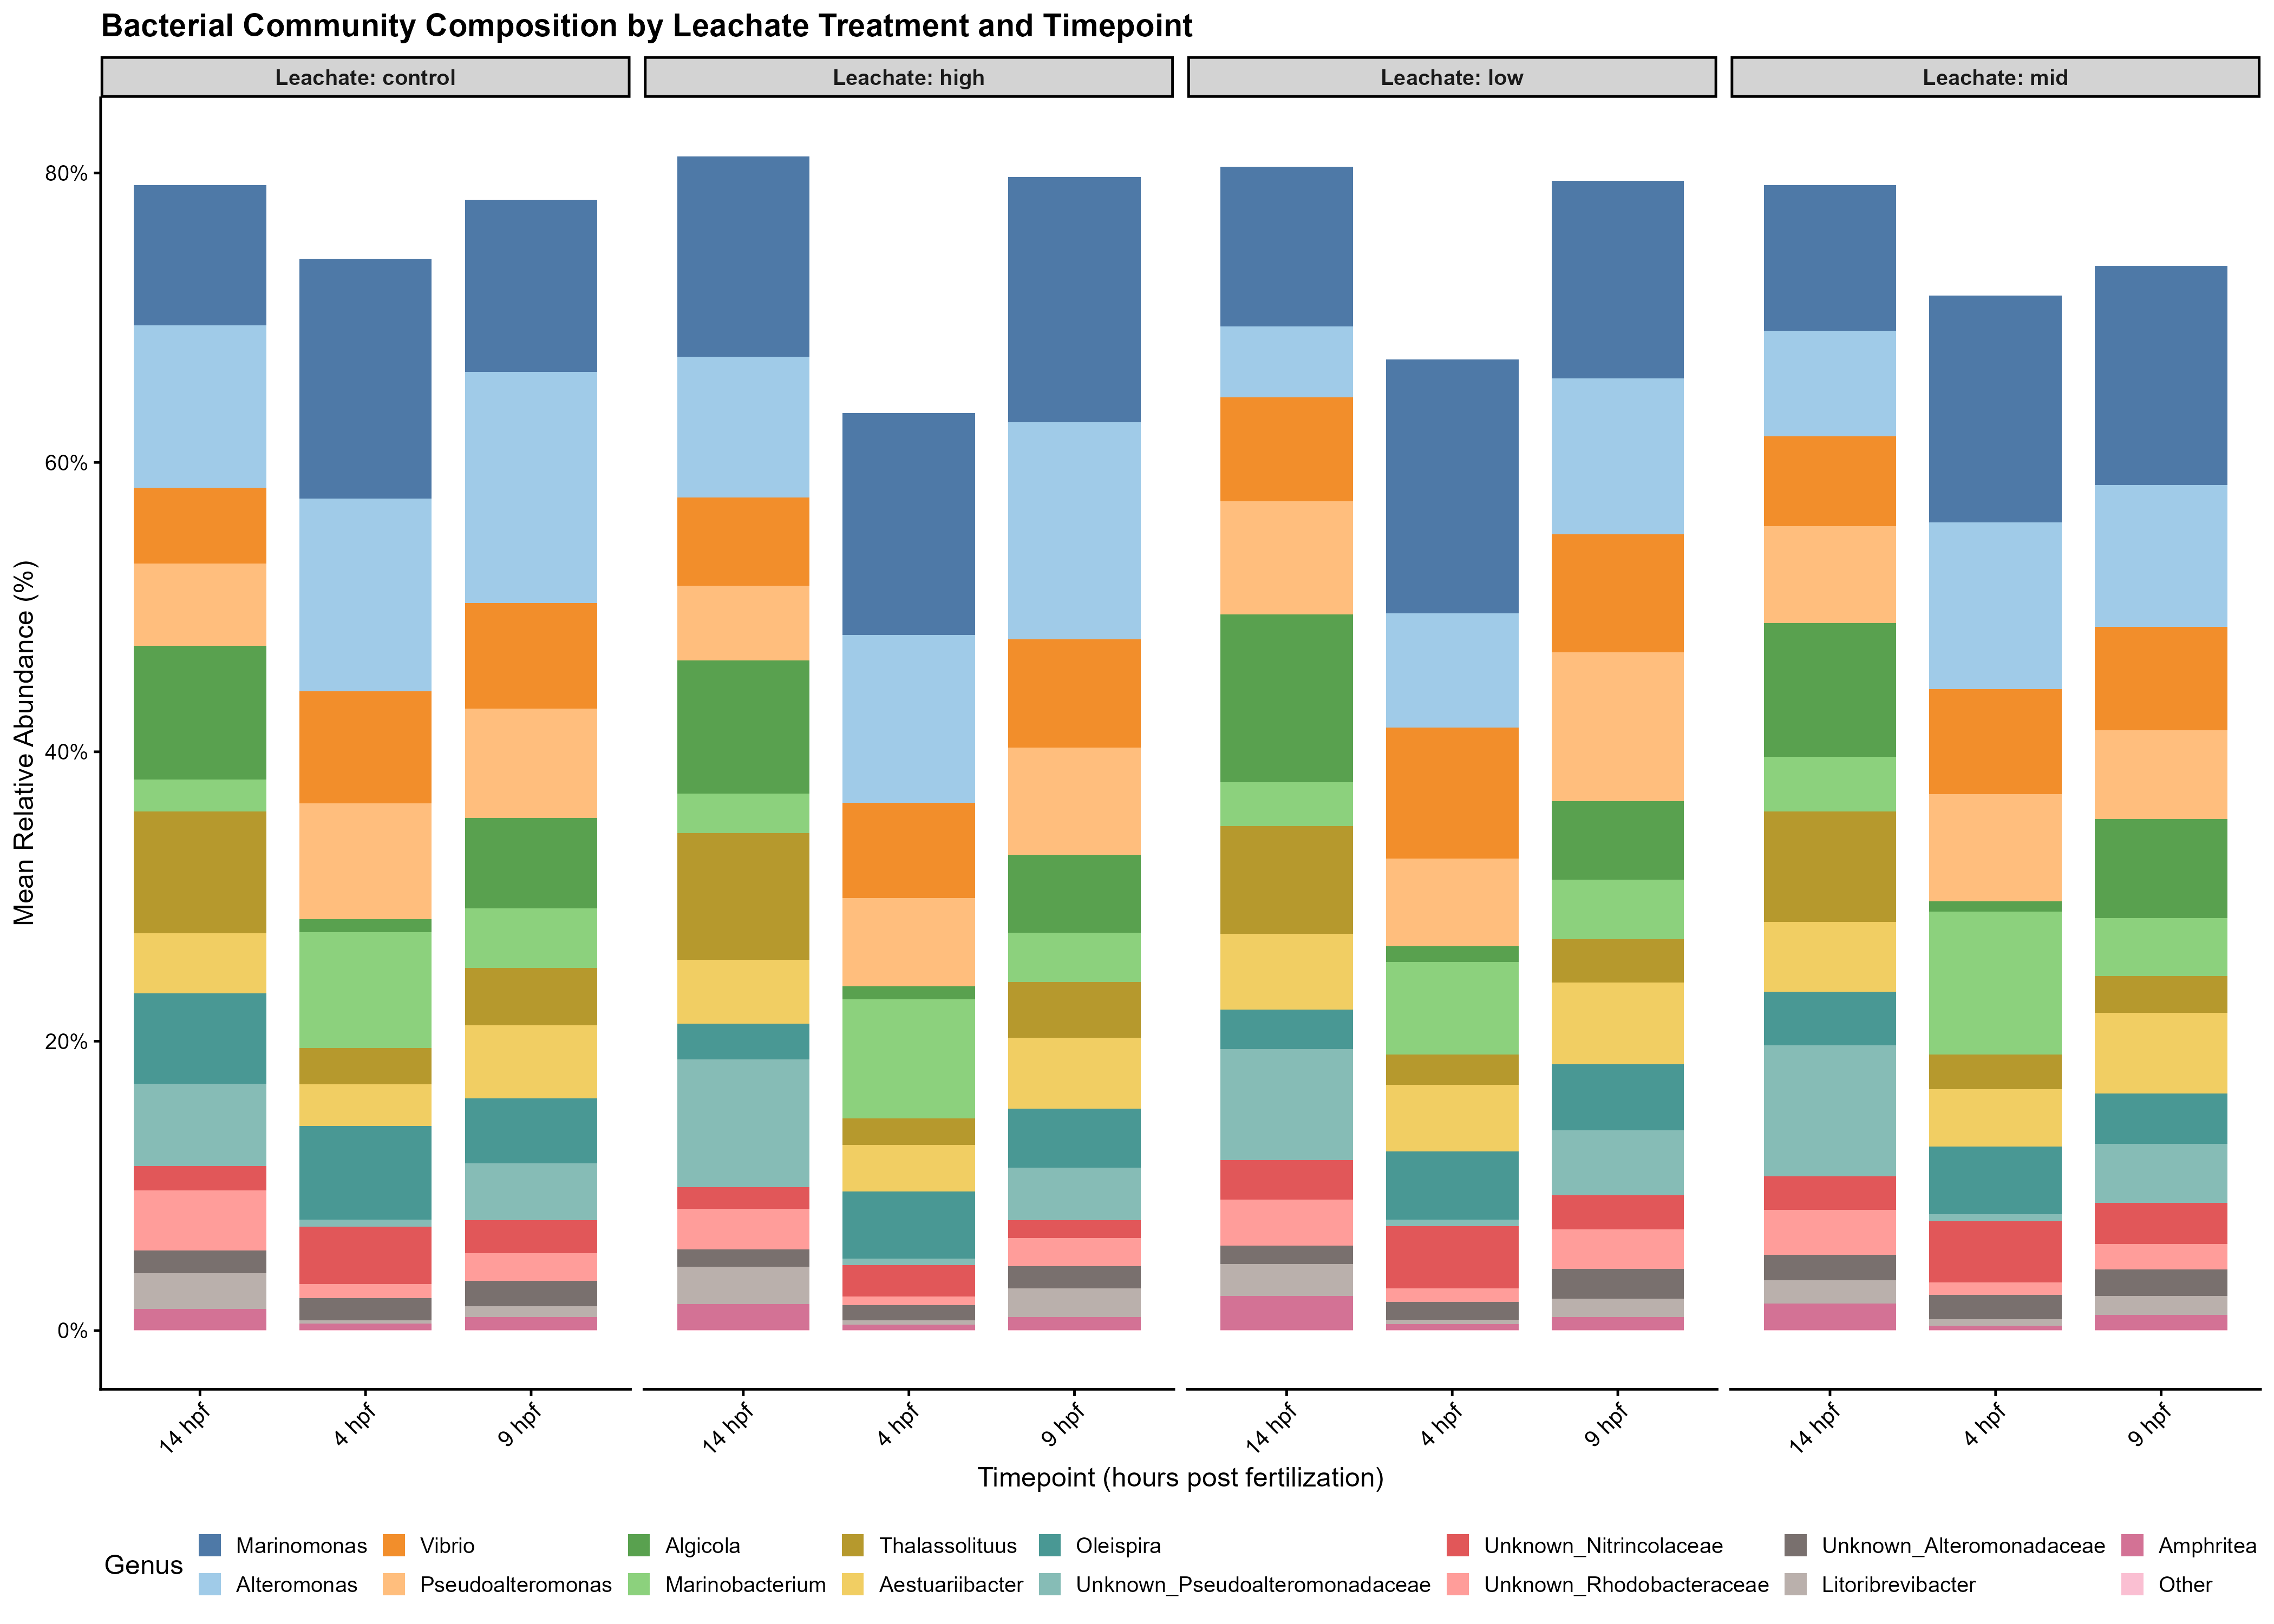 Bacterial Community Composition by Leachate Treatment and Timepoint
Leachate: control
Leachate: high
Leachate: low
Leachate: mid
Mean Relative Abundance (%)
80%
60%
40%
20%
0%
14 hpf
4 hpf
9 hpf
14 hpf
4 hpf
9 hpf
14 hpf
4 hpf
9 hpf
14 hpf
4 hpf
9 hpf
Timepoint (hours post fertilization)
Genus
Marinomonas
Alteromonas
Vibrio
Pseudoalteromonas
Algicola
Marinobacterium
Thalassolituus
Aestuariibacter
Oleispira
Unknown_Pseudoalteromonadaceae
Unknown_Nitrincolaceae
Unknown_Rhodobacteraceae
Unknown_Alteromonadaceae
Litoribrevibacter
Amphritea
Other